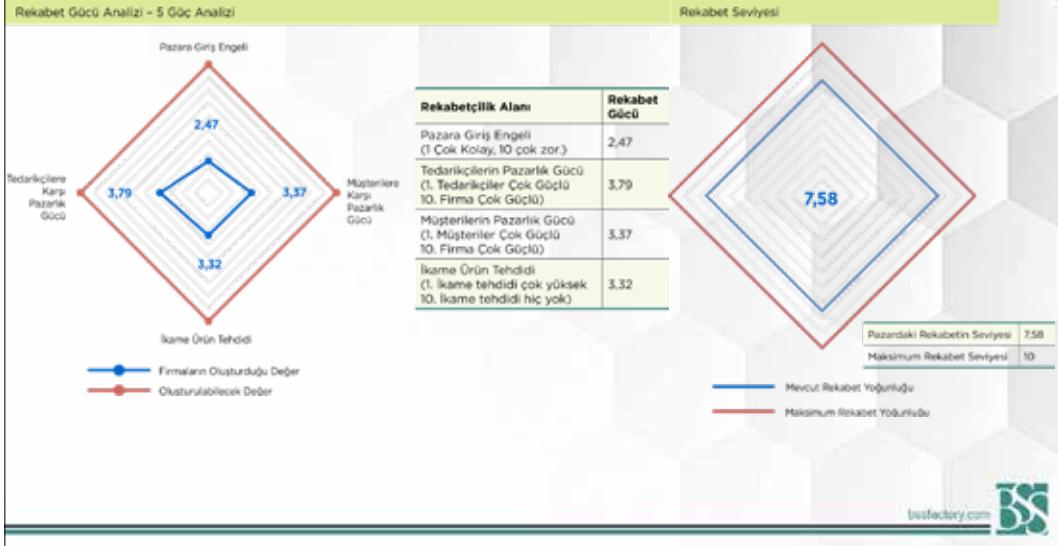 Rekabet Gücü Analizi – 5 Güç Analizi
Pazara Giriş Engeli
2,47
Tedarikçilere
Karşı
Pazarlık
Gücü
3,79
3,37
Müşterilere
Karşı
Pazarlık
Gücü
3,32
İkame Ürün Tehdidi
Firmaların Oluşturduğu Değer
Oluşturulabilecek Değer
Rekabetçilik Alanı
Rekabet
Gücü
Pazara Giriş Engeli
(1 Çok Kolay, 10 çok zor.)
2,47
Tedarikçilerin Pazarlık Gücü
(1. Tedarikçiler Çok Güçlü
10. Firma Çok Güçlü)
3,79
Müşterilerin Pazarlık Gücü
(1. Müşteriler Çok Güçlü
10. Firma Çok Güçlü)
3,37
İkame Ürün Tehdidi
(1. İkame tehdidi çok yüksek
10. İkame tehdidi hiç yok)
3,32
Rekabet Seviyesi
7,58
Pazardaki Rekabetin Seviyesi 7,58
Maksimum Rekabet Seviyesi 10
Mevcut Rekabet Yoğunluğu
Maksimum Rekabet Yoğunluğu
bssfactory.com
BSS